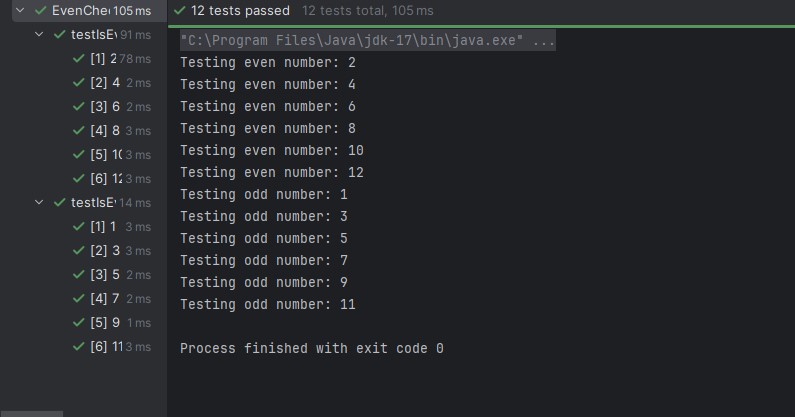 EvenChe 105 ms
testIsEv 91 ms
[1] 2 78 ms
[2] 4 2 ms
[3] 6 2 ms
[4] 8 3 ms
[5] 10 3 ms
[6] 12 3 ms
testIsEv 14 ms
[1] 1 3 ms
[2] 3 3 ms
[3] 5 2 ms
[4] 7 2 ms
[5] 9 1 ms
[6] 11 3 ms
12 tests passed 12 tests total, 105 ms
"C:\Program Files\Java\jdk-17\bin\java.exe" ...
Testing even number: 2
Testing even number: 4
Testing even number: 6
Testing even number: 8
Testing even number: 10
Testing even number: 12
Testing odd number: 1
Testing odd number: 3
Testing odd number: 5
Testing odd number: 7
Testing odd number: 9
Testing odd number: 11
Process finished with exit code 0